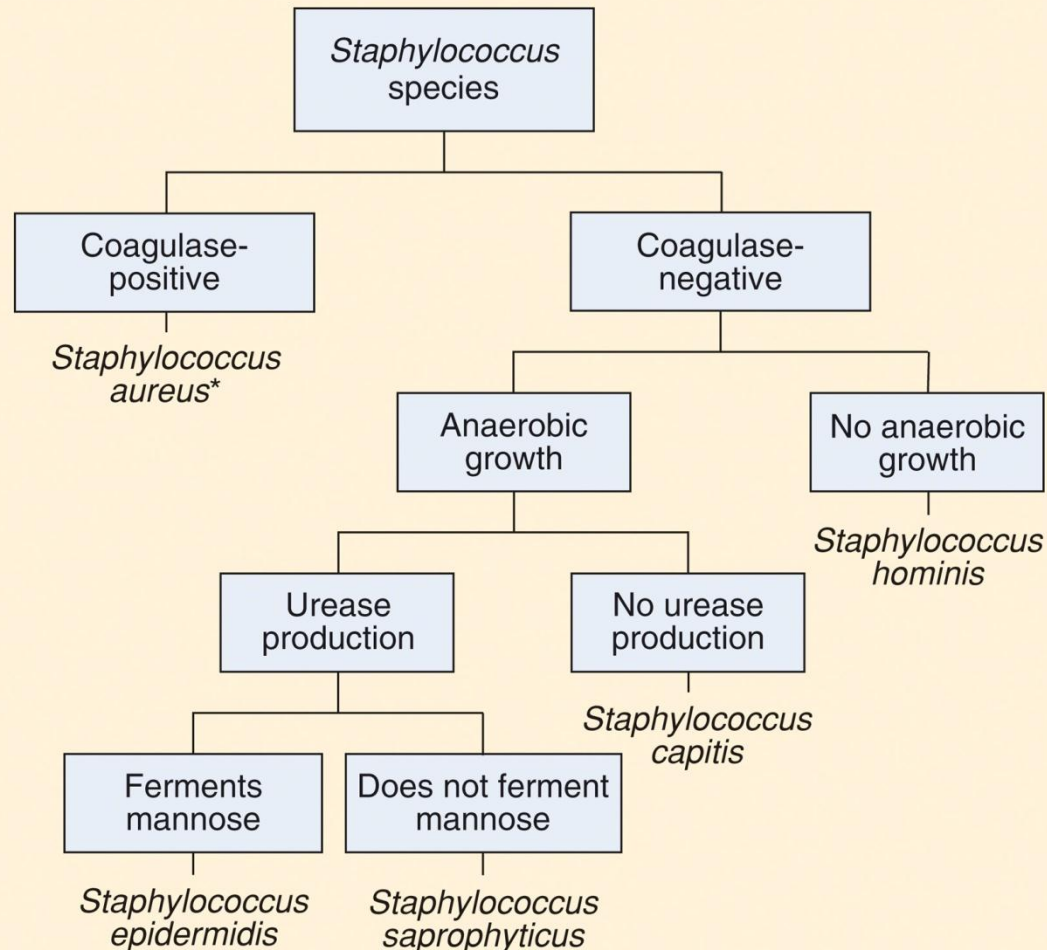 Staphylococcus
species
Coagulase-
positive
Coagulase-
negative
Staphylococcus
aureus*
Anaerobic
growth
No anaerobic
growth
Staphylococcus
hominis
Urease
production
No urease
production
Staphylococcus
capitis
Ferments
mannose
Does not ferment
mannose
Staphylococcus
epidermidis
Staphylococcus
saprophyticus